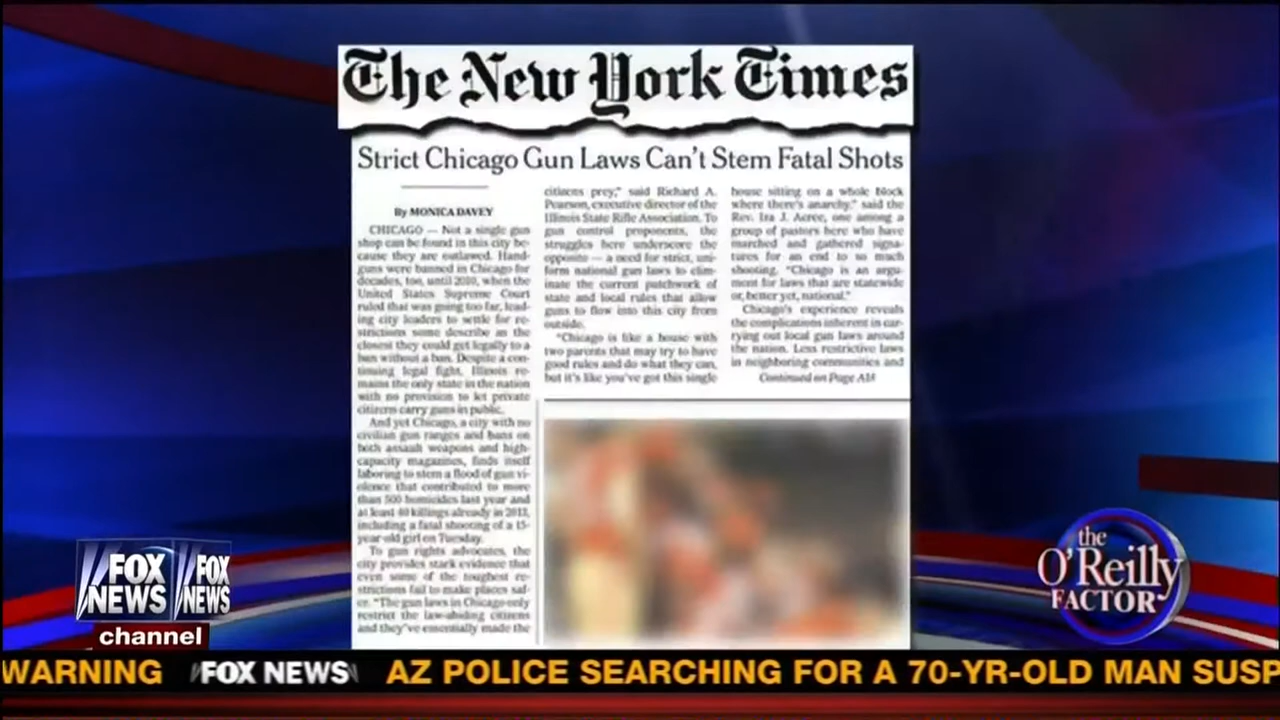 The New York Times
Strict Chicago Gun Laws Can't Stem Fatal Shots
By MONICA DAVEY
CHICAGO — Not a single gun
shop can be found in this city be-
cause they are outlawed. Hand-
guns were banned in Chicago for
decades, too, until 2010, when the
United States Supreme Court
ruled that was going too far, lead-
ing city leaders to settle for re-
strictions some describe as the
closest they could get legally to a
ban without a ban. Despite a con-
tinuing legal fight, Illinois re-
mains the only state in the nation
with no provision to let private
citizens carry guns in public.
And yet Chicago, a city with no
civilian gun ranges and bans on
both assault weapons and high-
capacity magazines, finds itself
laboring to stem a flood of gun vi-
olence that contributed to more
than 500 homicides last year and
at least 40 killings already in 2013,
including a fatal shooting of a 15-
year-old girl on Tuesday.
To gun rights advocates, the
city provides stark evidence that
even some of the toughest re-
strictions fail to make places saf-
er. "The gun laws in Chicago only
restrict the law-abiding citizens
and they've essentially made the
citizens prey," said Richard A.
Pearson, executive director of the
Illinois State Rifle Association. To
gun control proponents, the
struggles here underscore the
opposite — a need for strict, uni-
form national gun laws to elim-
inate the current patchwork of
state and local rules that allow
guns to flow into this city from
outside.
"Chicago is like a house with
two parents that may try to have
good rules and do what they can,
but it's like you've got this single
house sitting on a whole block
where there's anarchy," said the
Rev. Ira J. Acree, one among a
group of pastors here who have
marched and gathered signa-
tures for an end to so much
shooting. "Chicago is an argu-
ment for laws that are statewide
or, better yet, national."
Chicago's experience reveals
the complications inherent in car-
rying out local gun laws around
the nation. Less restrictive laws
in neighboring communities and
Continued on Page A18
FOX NEWS
FOX NEWS
channel
the O'Reilly FACTOR
WARNING FOX NEWS AZ POLICE SEARCHING FOR A 70-YR-OLD MAN SUSP